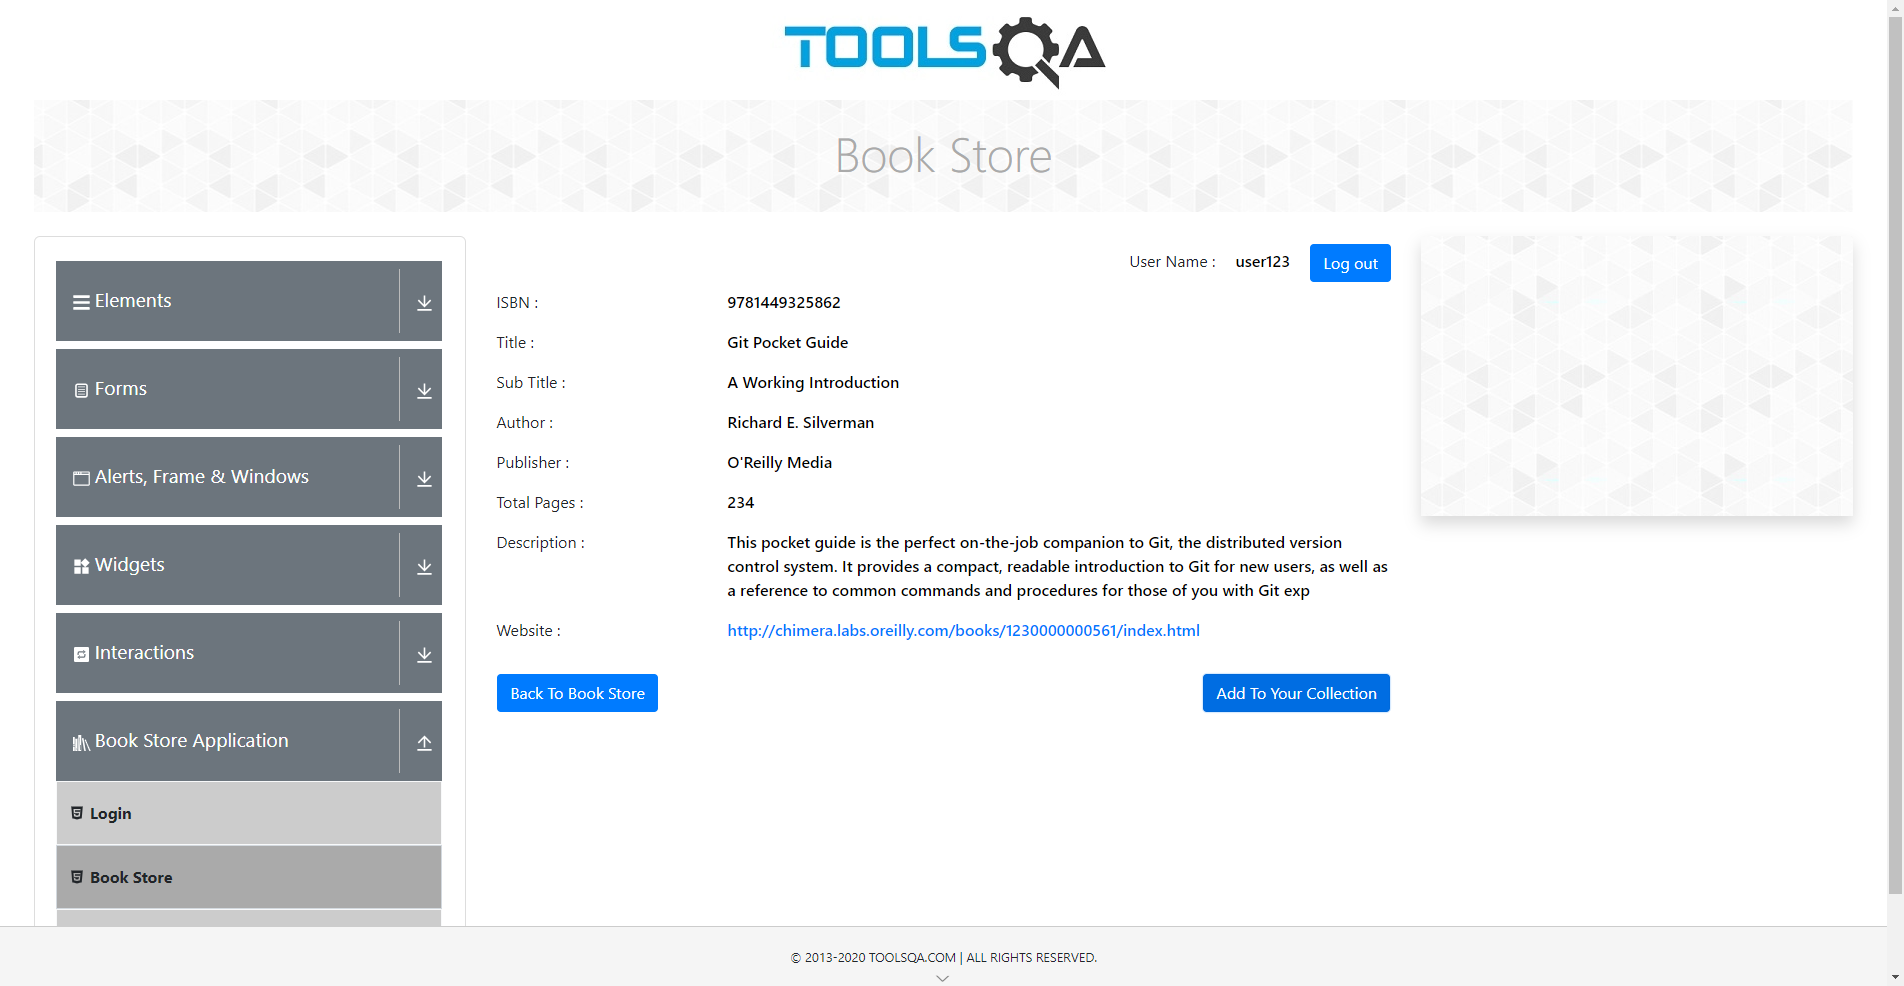 TOOLSQA
Book Store
Elements
Forms
Alerts, Frame & Windows
Widgets
Interactions
Book Store Application
Login
Book Store
User Name : user123 Log out
ISBN : 9781449325862
Title : Git Pocket Guide
Sub Title : A Working Introduction
Author : Richard E. Silverman
Publisher : O'Reilly Media
Total Pages : 234
Description : This pocket guide is the perfect on-the-job companion to Git, the distributed version
control system. It provides a compact, readable introduction to Git for new users, as well as
a reference to common commands and procedures for those of you with Git exp
Website : http://chimera.labs.oreilly.com/books/1230000000561/index.html
Back To Book Store Add To Your Collection
© 2013-2020 TOOLSQA.COM | ALL RIGHTS RESERVED.